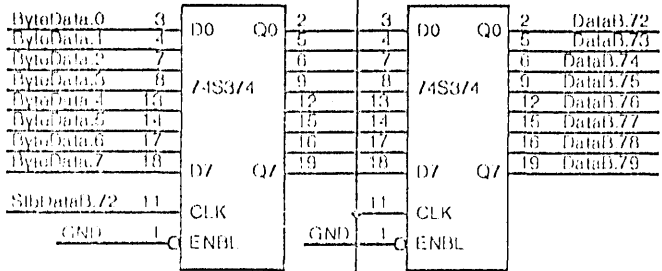 ByteData.0 3 D0 Q0 2 3 D0 Q0 2 DataB.72
ByteData.1 4 5 4 5 DataB.73
ByteData.2 7 6 7 6 DataB.74
ByteData.3 8 74S374 9 8 74S374 9 DataB.75
ByteData.4 13 12 13 12 DataB.76
ByteData.5 14 15 14 15 DataB.77
ByteData.6 17 16 17 16 DataB.78
ByteData.7 18 D7 Q7 19 18 D7 Q7 19 DataB.79
StbDataB.72 11 CLK 11 CLK
GND 1 ENBL GND 1 ENBL